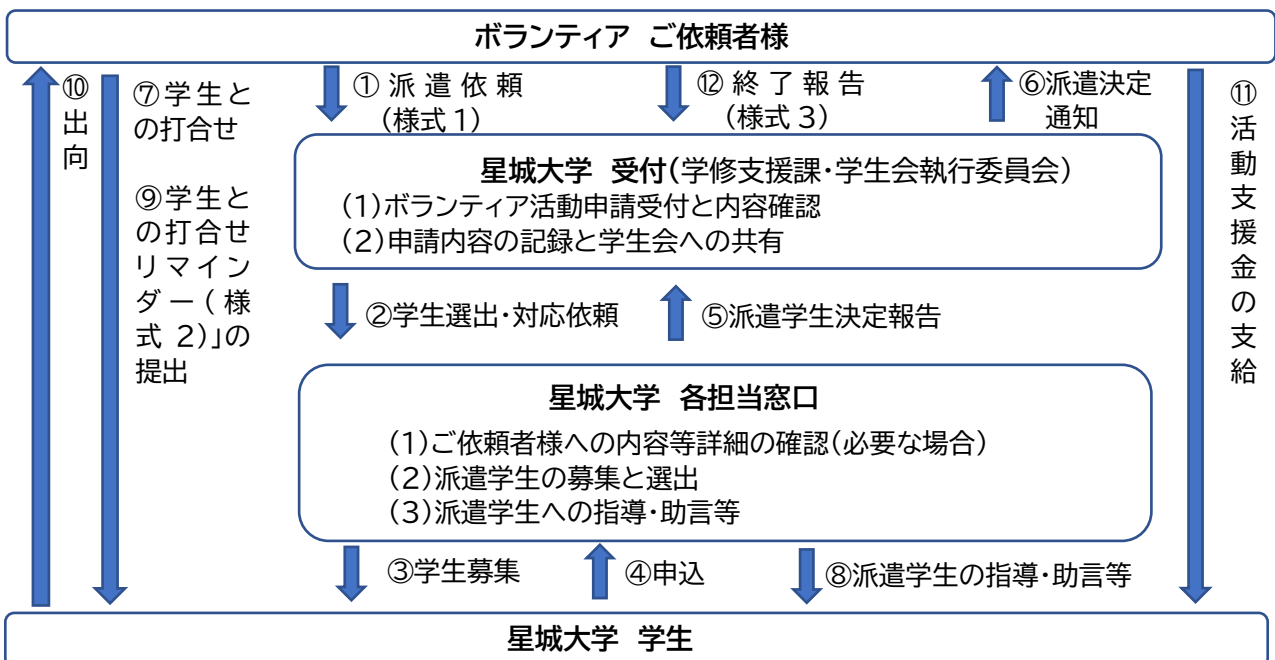 ボランティア ご依頼者様
⑩
出
向
⑦学生と
の打合せ
⑨学生と
の打合せ
リマイン
ダー(様
式 2)」の
提出
① 派 遣 依 頼
(様式 1)
⑫ 終 了 報 告
(様式 3)
⑥派遣決定
通知
⑪
活
動
支
援
金
の
支
給
星城大学 受付(学修支援課・学生会執行委員会)
(1)ボランティア活動申請受付と内容確認
(2)申請内容の記録と学生会への共有
②学生選出・対応依頼
⑤派遣学生決定報告
星城大学 各担当窓口
(1)ご依頼者様への内容等詳細の確認(必要な場合)
(2)派遣学生の募集と選出
(3)派遣学生への指導・助言等
③学生募集
④申込
⑧派遣学生の指導・助言等
星城大学 学生